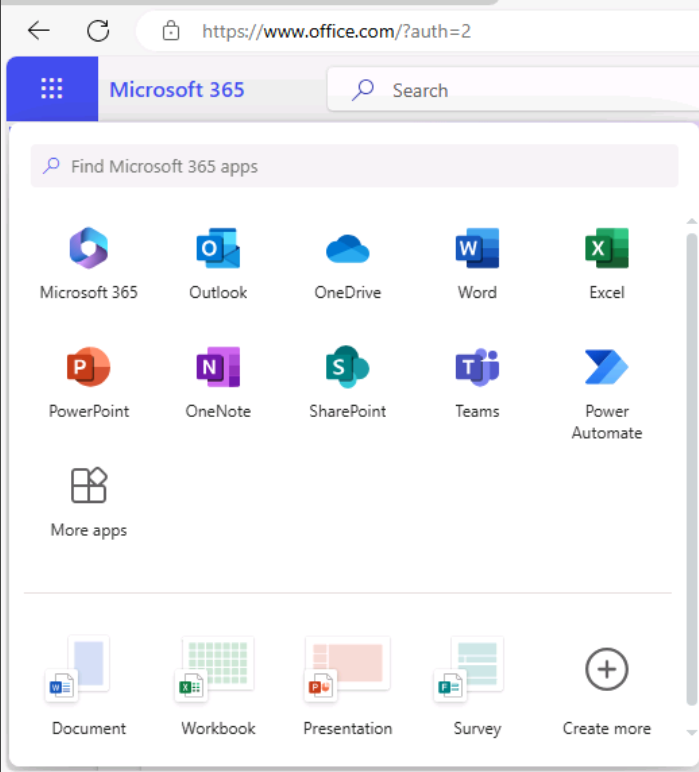 https://www.office.com/?auth=2
Microsoft 365
Search
Find Microsoft 365 apps
Microsoft 365
Outlook
OneDrive
Word
Excel
PowerPoint
OneNote
SharePoint
Teams
Power
Automate
More apps
Document
Workbook
Presentation
Survey
Create more